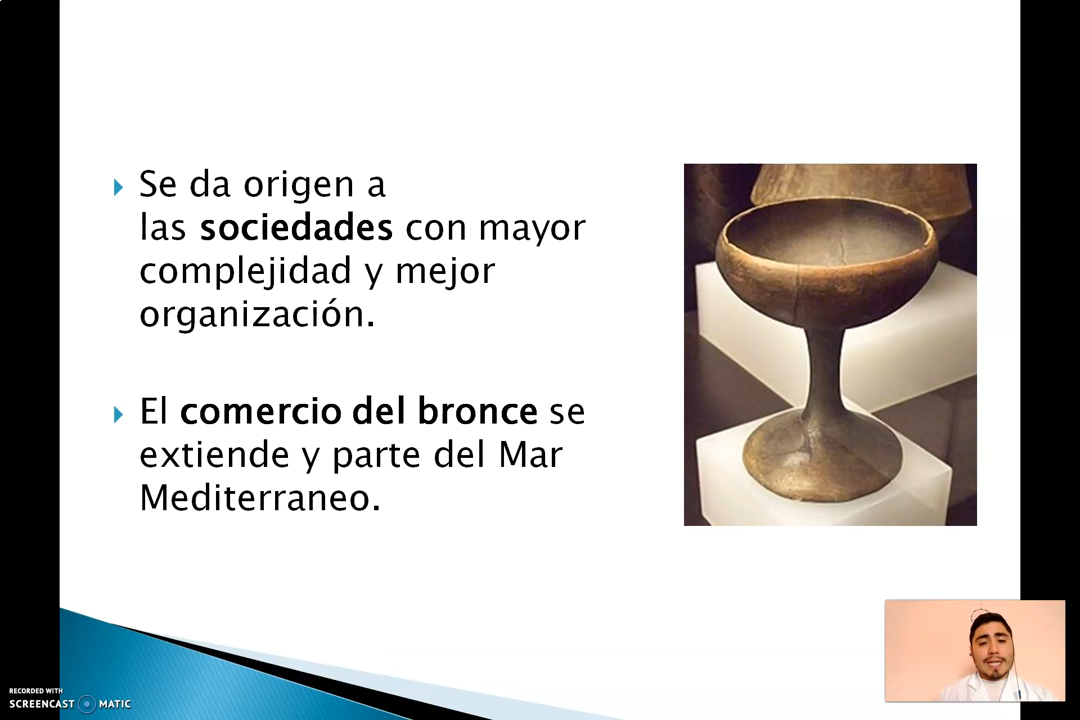 Se da origen a
las sociedades con mayor
complejidad y mejor
organización.
El comercio del bronce se
extiende y parte del Mar
Mediterraneo.
RECORDED WITH
SCREENCAST MATIC